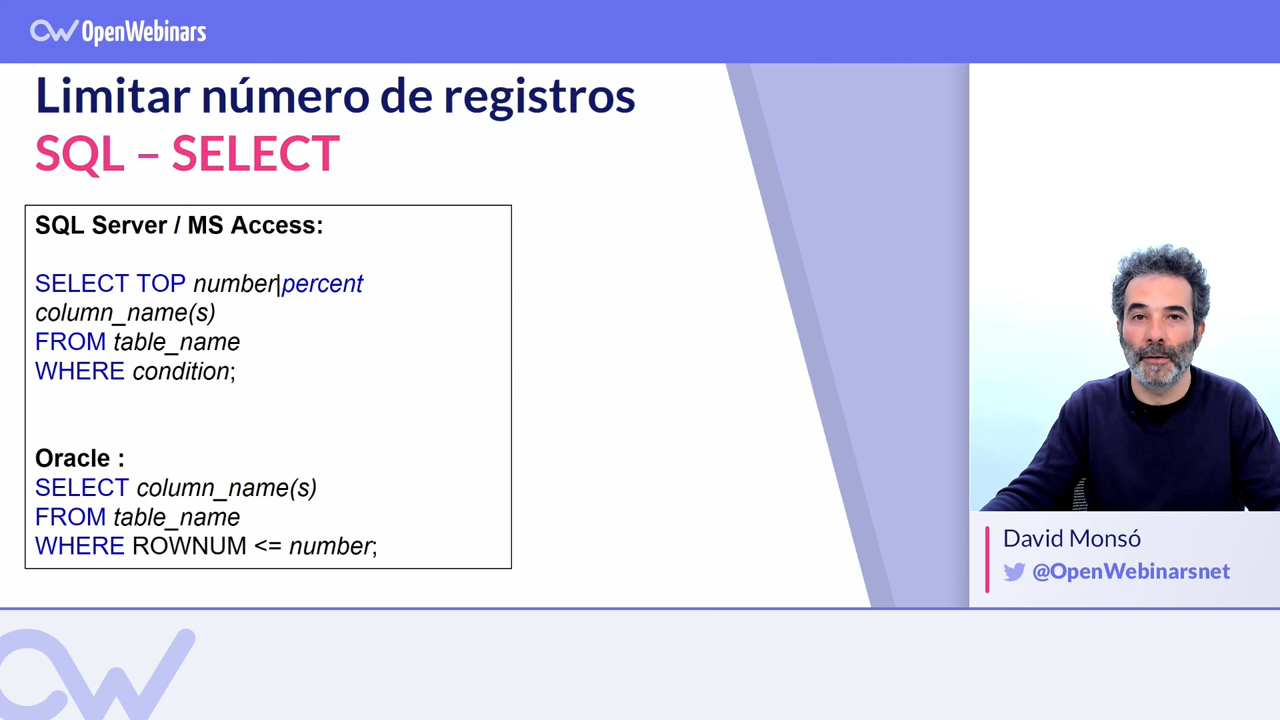 OpenWebinars
Limitar número de registros
SQL – SELECT
SQL Server / MS Access:
SELECT TOP number|percent
column_name(s)
FROM table_name
WHERE condition;
Oracle :
SELECT column_name(s)
FROM table_name
WHERE ROWNUM <= number;
David Monsó
@OpenWebinarsnet